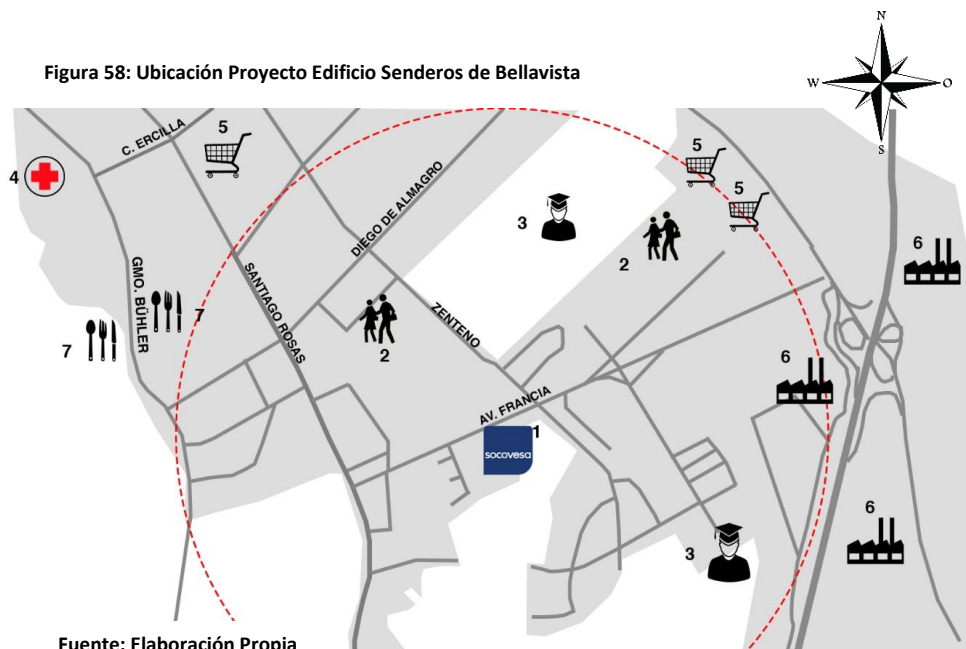 Figura 58: Ubicación Proyecto Edificio Senderos de Bellavista
N
W
O
S
C. ERCILLA
5
4
5
5
DIEGO DE ALMAGRO
3
2
6
GMO. BÜHLER
SANTIAGO ROSAS
7
7
2
ZENTENO
6
AV. FRANCIA
1
socovesa
6
3
Fuente: Elaboración Propia